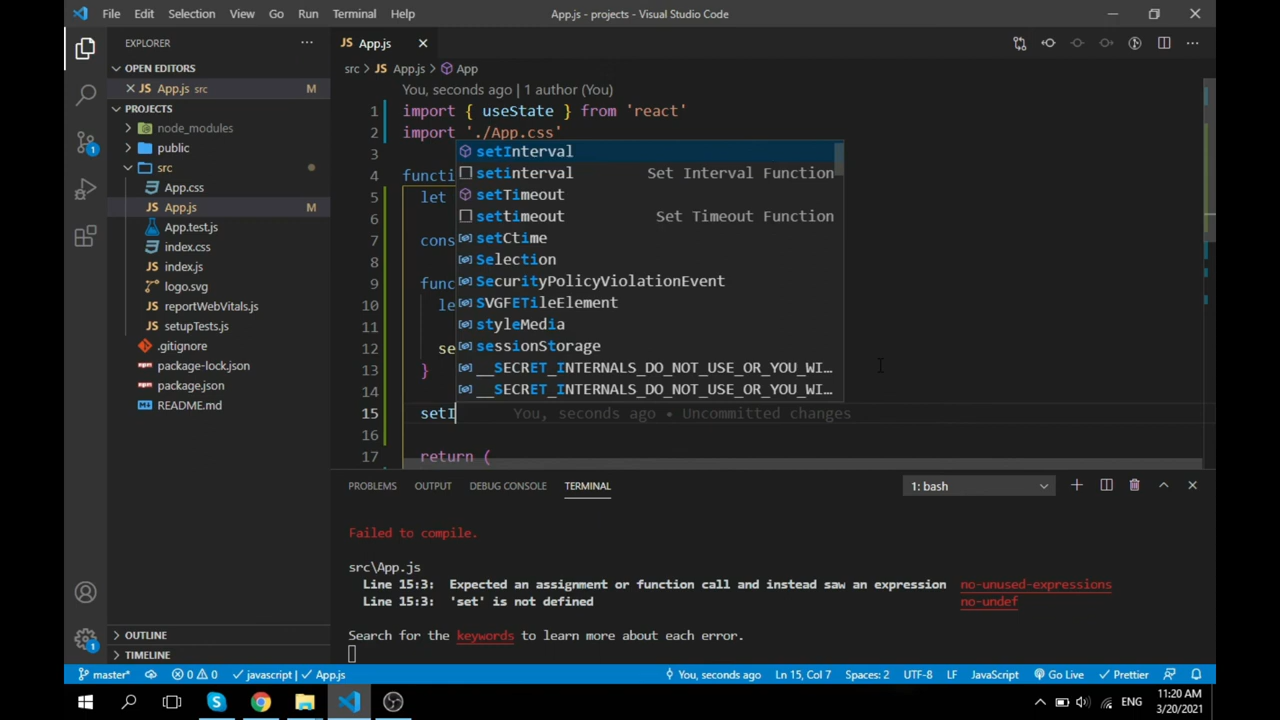 File Edit Selection View Go Run Terminal Help App.js - projects - Visual Studio Code
EXPLORER
OPEN EDITORS
App.js src M
PROJECTS
node_modules
public
src
App.css
JS App.js M
App.test.js
index.css
JS index.js
logo.svg
JS reportWebVitals.js
JS setupTests.js
.gitignore
package-lock.json
package.json
README.md
OUTLINE
TIMELINE
JS App.js
src > JS App.js > App
You, seconds ago | 1 author (You)
1 import { useState } from 'react'
2 import './App.css'
3
4 functi
5 let
6
7 cons
8
9 func
10 le
11
12 se
13 }
14
15 setI You, seconds ago • Uncommitted changes
16
17 return (
setInterval
setinterval Set Interval Function
setTimeout
settimeout Set Timeout Function
setCtime
Selection
SecurityPolicyViolationEvent
SVGFETileElement
styleMedia
sessionStorage
__SECRET_INTERNALS_DO_NOT_USE_OR_YOU_WI...
__SECRET_INTERNALS_DO_NOT_USE_OR_YOU_WI...
PROBLEMS OUTPUT DEBUG CONSOLE TERMINAL 1: bash
Failed to compile.
src\App.js
Line 15:3: Expected an assignment or function call and instead saw an expression no-unused-expressions
Line 15:3: 'set' is not defined no-undef
Search for the keywords to learn more about each error.
master* 0 0 javascript | App.js You, seconds ago Ln 15, Col 7 Spaces: 2 UTF-8 LF JavaScript Go Live Prettier
ENG
11:20 AM
3/20/2021